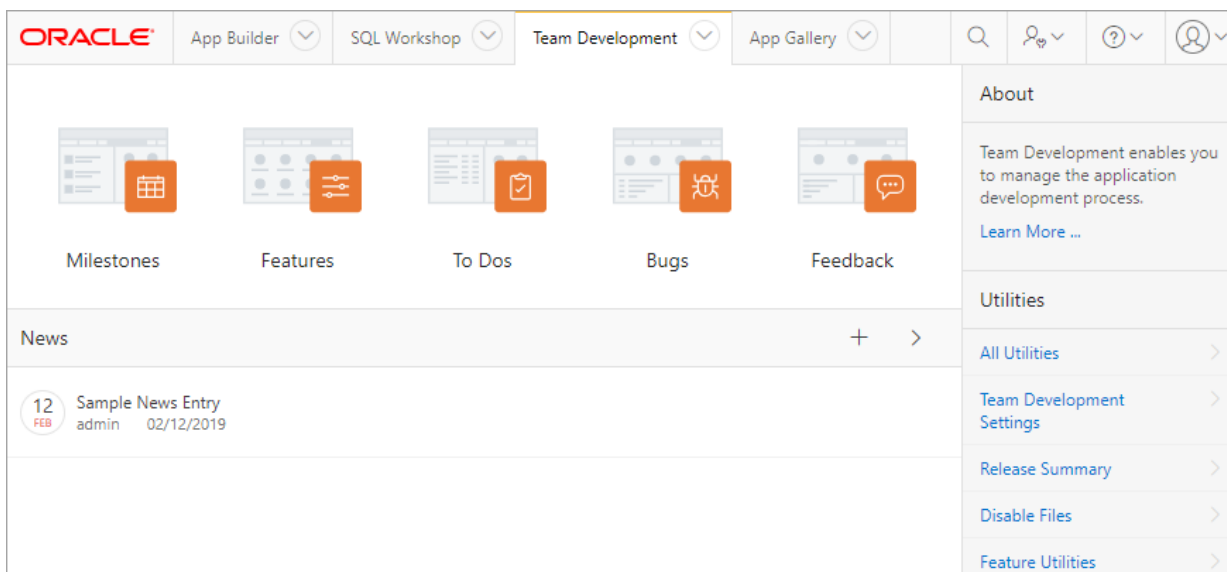 ORACLE
App Builder
SQL Workshop
Team Development
App Gallery
Milestones
Features
To Dos
Bugs
Feedback
News
12
FEB
Sample News Entry
admin 02/12/2019
About
Team Development enables you
to manage the application
development process.
Learn More ...
Utilities
All Utilities
Team Development
Settings
Release Summary
Disable Files
Feature Utilities